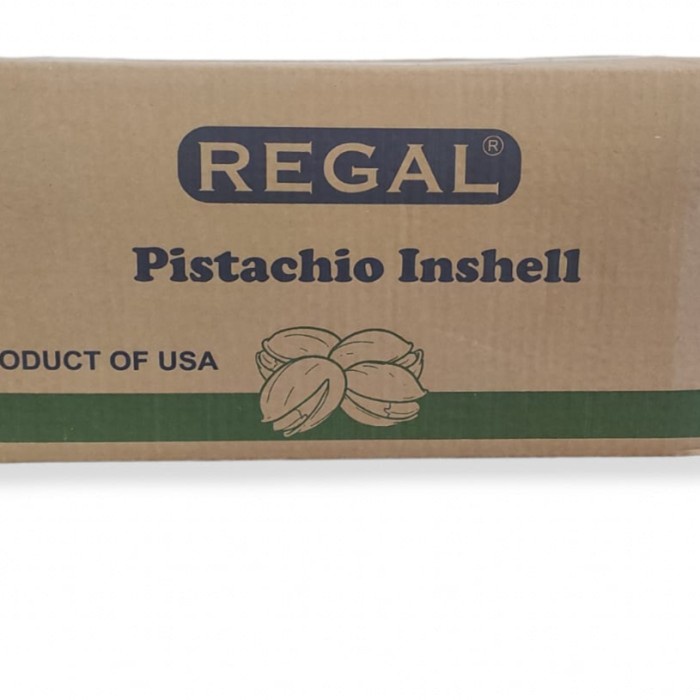 REGAL®
Pistachio Inshell
ODUCT OF USA